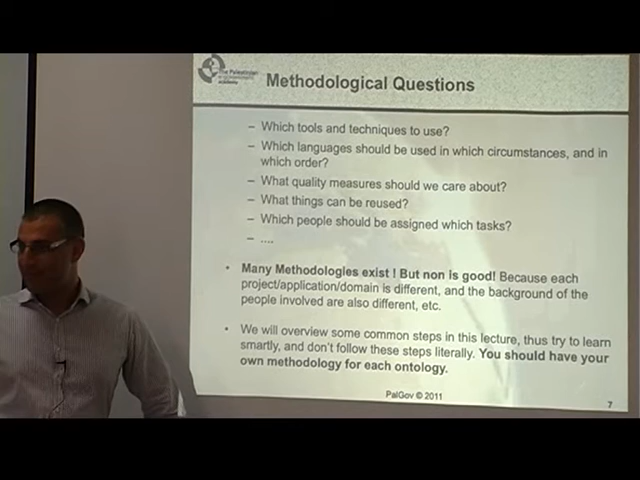 The Palestinian
academy
Methodological Questions
– Which tools and techniques to use?
– Which languages should be used in which circumstances, and in
which order?
– What quality measures should we care about?
– What things can be reused?
– Which people should be assigned which tasks?
– ....
• Many Methodologies exist ! But non is good! Because each
project/application/domain is different, and the background of the
people involved are also different, etc.
• We will overview some common steps in this lecture, thus try to learn
smartly, and don't follow these steps literally. You should have your
own methodology for each ontology.
PalGov © 2011
7